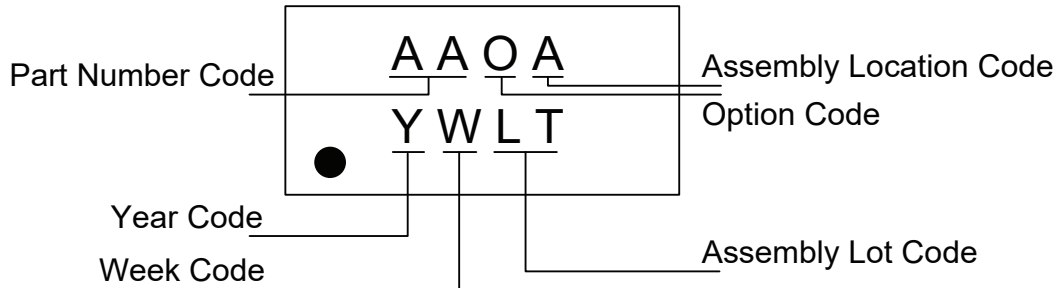 A A O A
Part Number Code
Assembly Location Code
Option Code
Y W L T
Year Code
Assembly Lot Code
Week Code